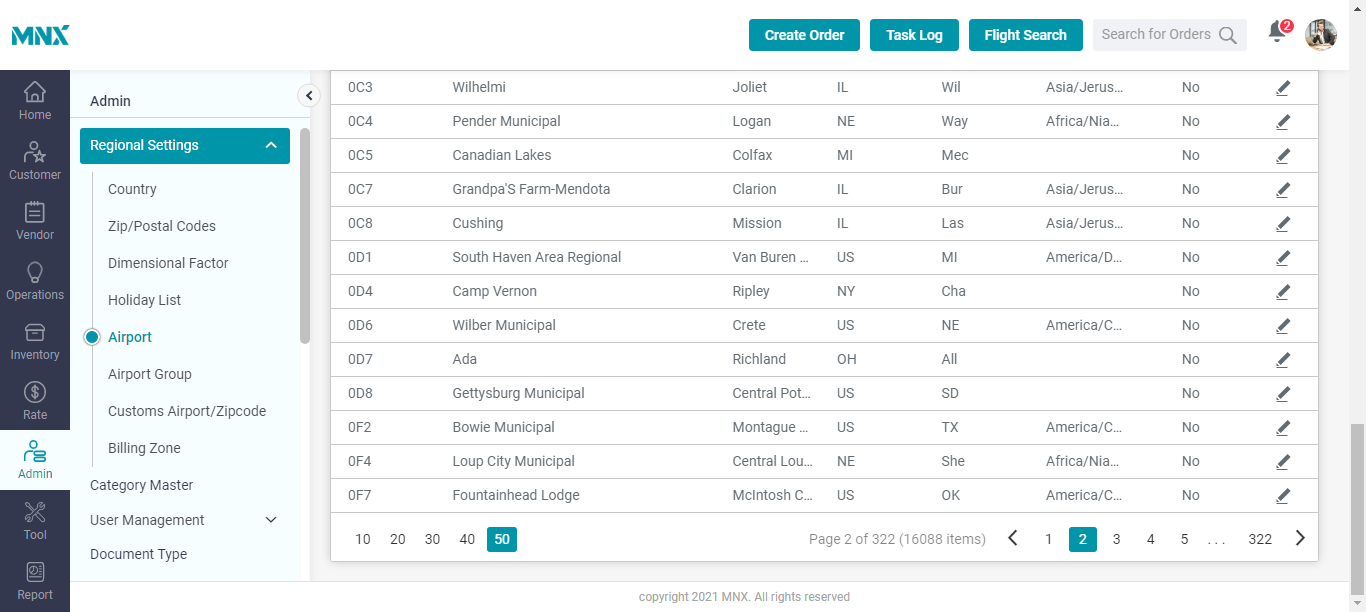 MNX
Create Order
Task Log
Flight Search
Search for Orders
2
Home
Customer
Vendor
Operations
Inventory
Rate
Admin
Tool
Report
Admin
Regional Settings
Country
Zip/Postal Codes
Dimensional Factor
Holiday List
Airport
Airport Group
Customs Airport/Zipcode
Billing Zone
Category Master
User Management
Document Type
0C3 Wilhelmi Joliet IL Wil Asia/Jerus... No
0C4 Pender Municipal Logan NE Way Africa/Nia... No
0C5 Canadian Lakes Colfax MI Mec No
0C7 Grandpa'S Farm-Mendota Clarion IL Bur Asia/Jerus... No
0C8 Cushing Mission IL Las Asia/Jerus... No
0D1 South Haven Area Regional Van Buren ... US MI America/D... No
0D4 Camp Vernon Ripley NY Cha No
0D6 Wilber Municipal Crete US NE America/C... No
0D7 Ada Richland OH All No
0D8 Gettysburg Municipal Central Pot... US SD No
0F2 Bowie Municipal Montague ... US TX America/C... No
0F4 Loup City Municipal Central Lou... NE She Africa/Nia... No
0F7 Fountainhead Lodge McIntosh C... US OK America/C... No
10 20 30 40 50 Page 2 of 322 (16088 items) 1 2 3 4 5 ... 322
copyright 2021 MNX. All rights reserved